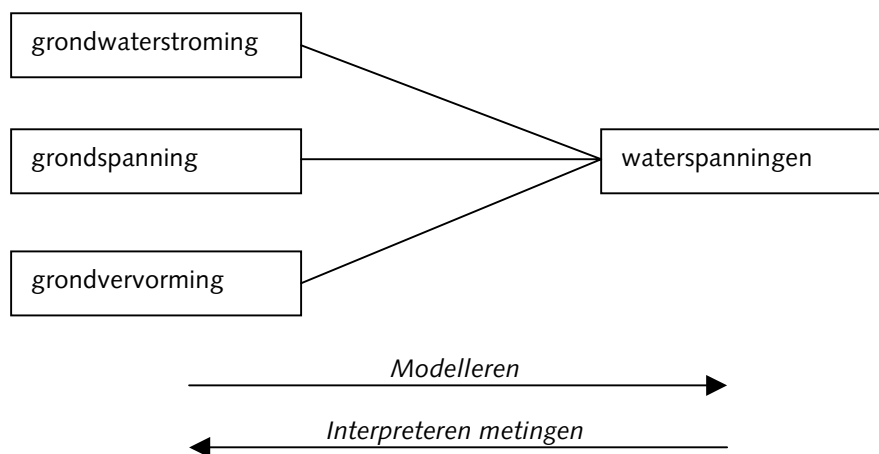 grondwaterstroming
grondspanning
waterspanningen
grondvervorming
Modelleren
Interpreteren metingen